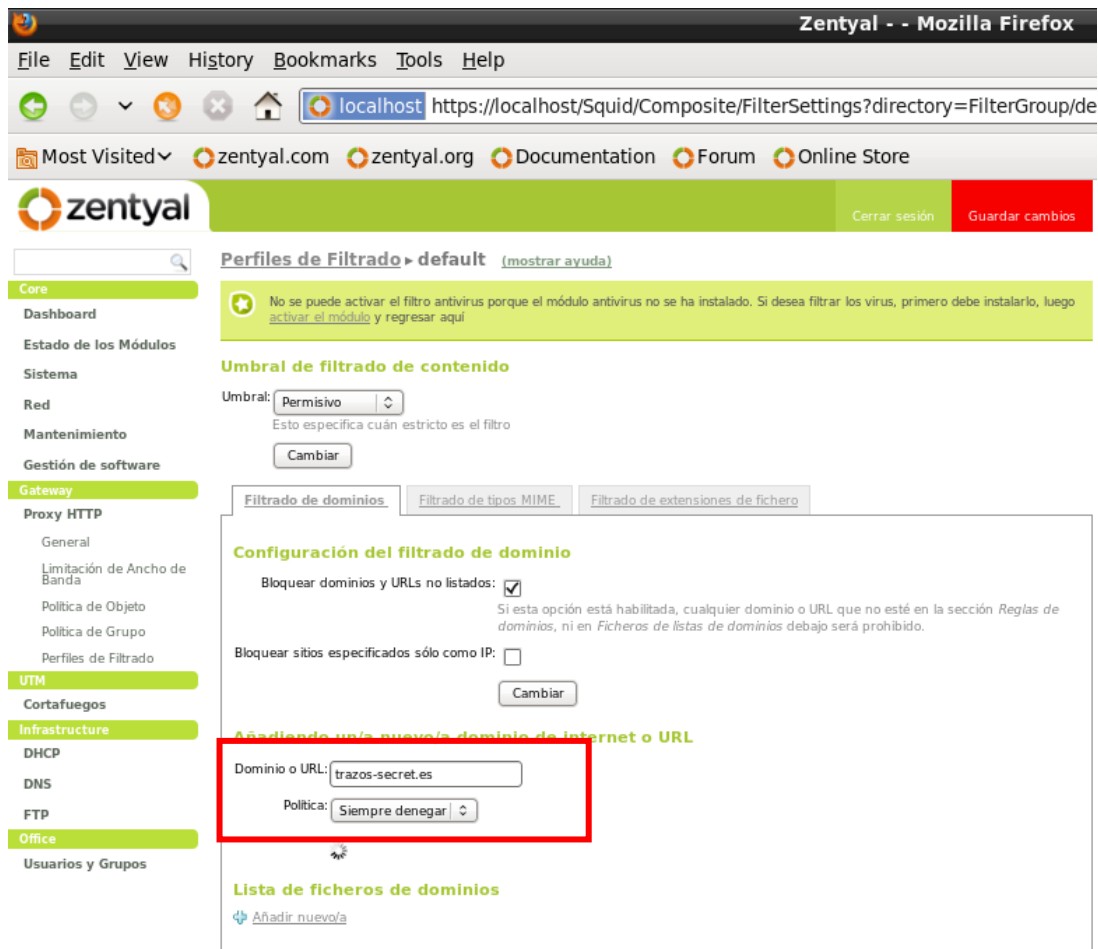 Zentyal - - Mozilla Firefox
File Edit View History Bookmarks Tools Help
localhost https://localhost/Squid/Composite/FilterSettings?directory=FilterGroup/de
Most Visited zentyal.com zentyal.org Documentation Forum Online Store
zentyal
Cerrar sesión Guardar cambios
Perfiles de Filtrado ▸ default (mostrar ayuda)
No se puede activar el filtro antivirus porque el módulo antivirus no se ha instalado. Si desea filtrar los virus, primero debe instalarlo, luego
activar el módulo y regresar aquí
Core
Dashboard
Estado de los Módulos
Sistema
Red
Mantenimiento
Gestión de software
Gateway
Proxy HTTP
General
Limitación de Ancho de
Banda
Política de Objeto
Política de Grupo
Perfiles de Filtrado
UTM
Cortafuegos
Infrastructure
DHCP
DNS
FTP
Office
Usuarios y Grupos
Umbral de filtrado de contenido
Umbral: Permisivo
Esto especifica cuán estricto es el filtro
Cambiar
Filtrado de dominios Filtrado de tipos MIME Filtrado de extensiones de fichero
Configuración del filtrado de dominio
Bloquear dominios y URLs no listados:
Si esta opción está habilitada, cualquier dominio o URL que no esté en la sección Reglas de
dominios, ni en Ficheros de listas de dominios debajo será prohibido.
Bloquear sitios especificados sólo como IP:
Cambiar
Añadiendo un/a nuevo/a dominio de internet o URL
Dominio o URL: trazos-secret.es
Política: Siempre denegar
Lista de ficheros de dominios
Añadir nuevo/a